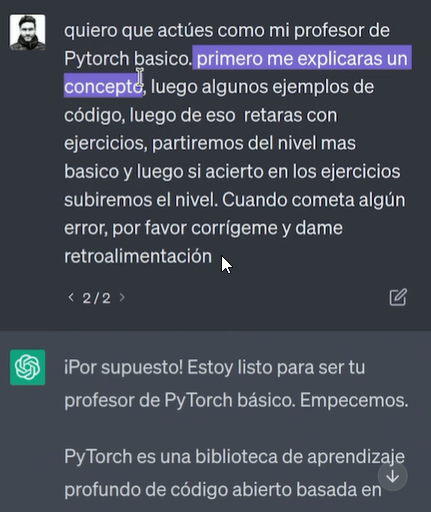 quiero que actúes como mi profesor de
Pytorch basico. primero me explicaras un
concepto, luego algunos ejemplos de
código, luego de eso  retaras con
ejercicios, partiremos del nivel mas
basico y luego si acierto en los ejercicios
subiremos el nivel. Cuando cometa algún
error, por favor corrígeme y dame
retroalimentación
< 2 / 2 >
¡Por supuesto! Estoy listo para ser tu
profesor de PyTorch básico. Empecemos.
PyTorch es una biblioteca de aprendizaje
profundo de código abierto basada en